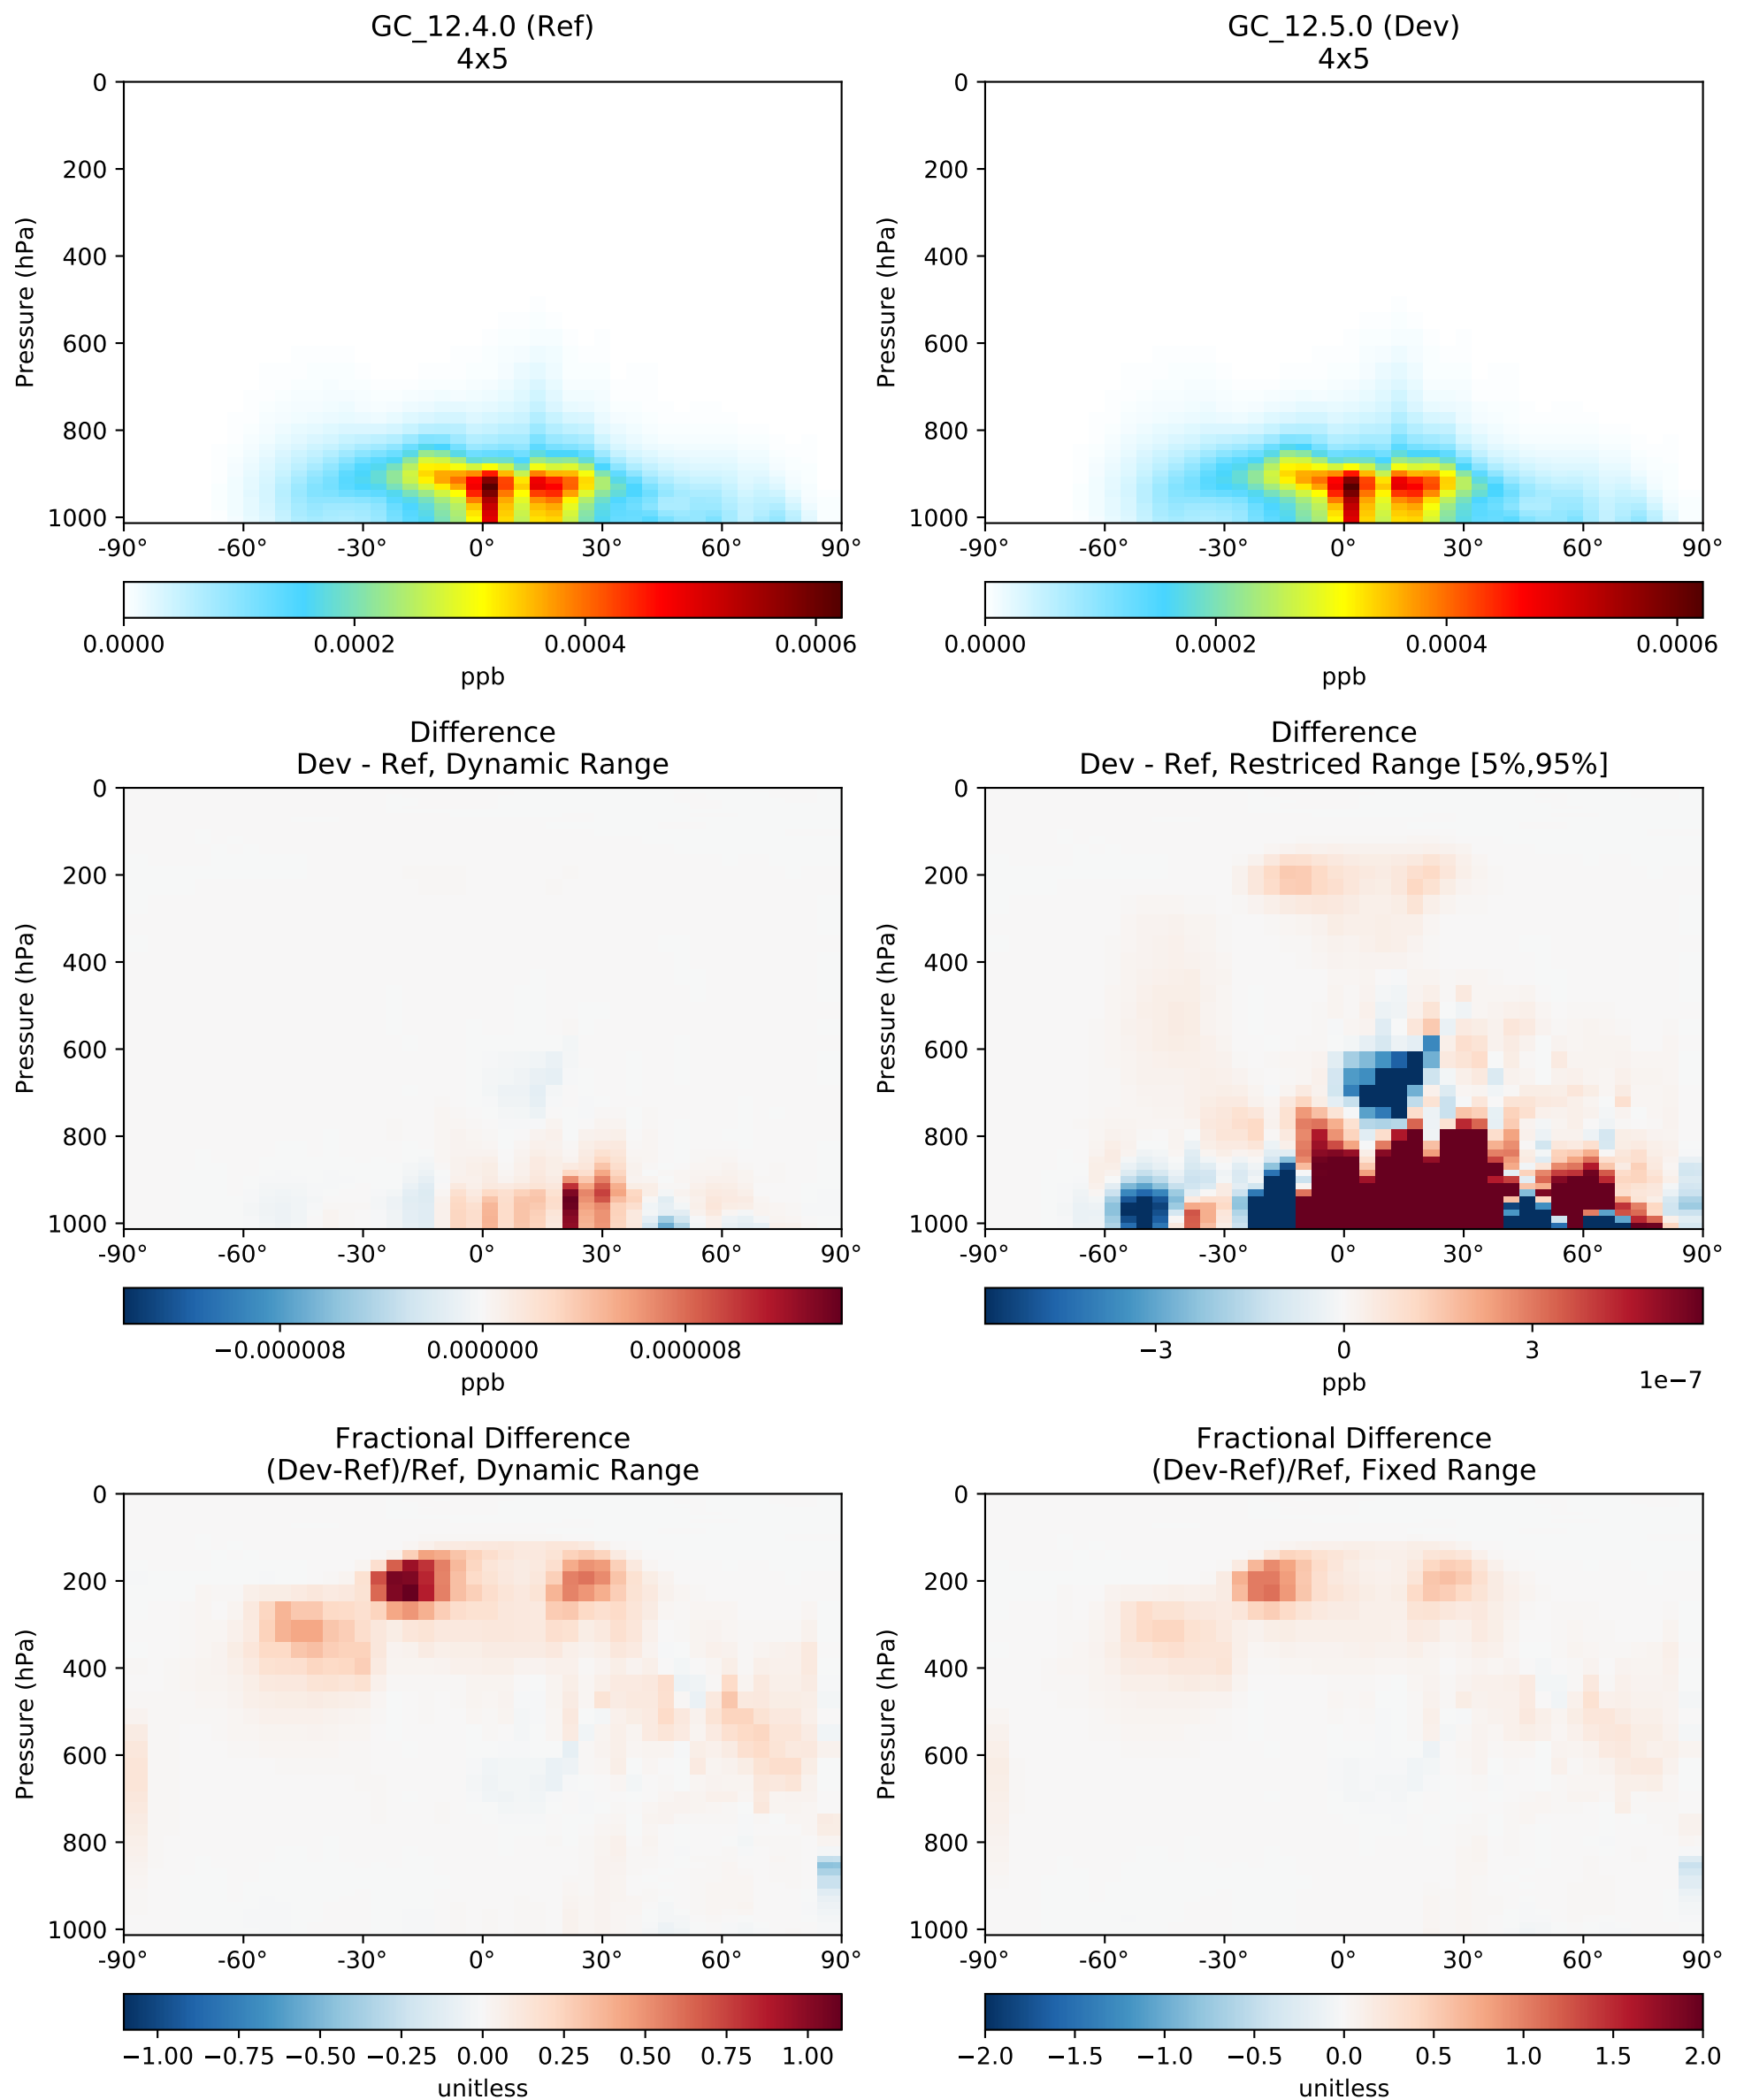 GC_12.4.0 (Ref)
4x5
0
200
400
600
800
1000
Pressure (hPa)
-90° -60° -30° 0° 30° 60° 90°
0.0000 0.0002 0.0004 0.0006
ppb
GC_12.5.0 (Dev)
4x5
0
200
400
600
800
1000
Pressure (hPa)
-90° -60° -30° 0° 30° 60° 90°
0.0000 0.0002 0.0004 0.0006
ppb
Difference
Dev - Ref, Dynamic Range
0
200
400
600
800
1000
Pressure (hPa)
-90° -60° -30° 0° 30° 60° 90°
−0.000008 0.000000 0.000008
ppb
Difference
Dev - Ref, Restriced Range [5%,95%]
0
200
400
600
800
1000
Pressure (hPa)
-90° -60° -30° 0° 30° 60° 90°
−3 0 3
ppb
1e−7
Fractional Difference
(Dev-Ref)/Ref, Dynamic Range
0
200
400
600
800
1000
Pressure (hPa)
-90° -60° -30° 0° 30° 60° 90°
−1.00 −0.75 −0.50 −0.25 0.00 0.25 0.50 0.75 1.00
unitless
Fractional Difference
(Dev-Ref)/Ref, Fixed Range
0
200
400
600
800
1000
Pressure (hPa)
-90° -60° -30° 0° 30° 60° 90°
−2.0 −1.5 −1.0 −0.5 0.0 0.5 1.0 1.5 2.0
unitless